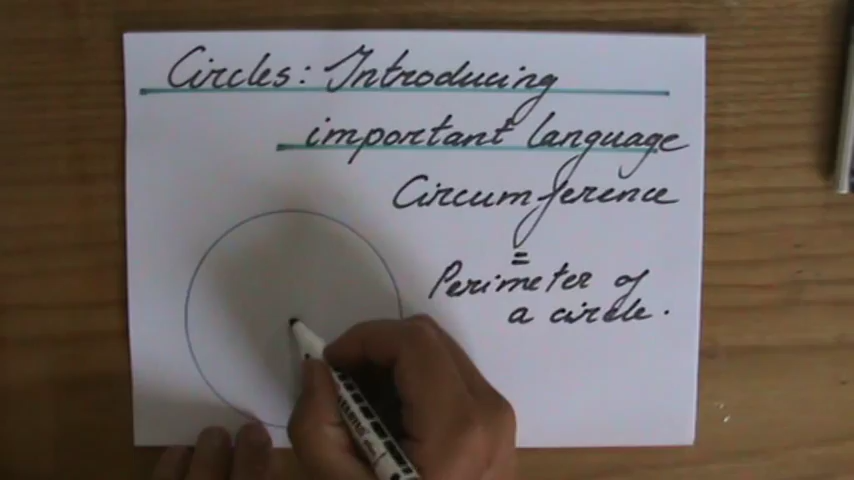 Circles: Introducing
important language
Circumference
=
Perimeter of
a circle.